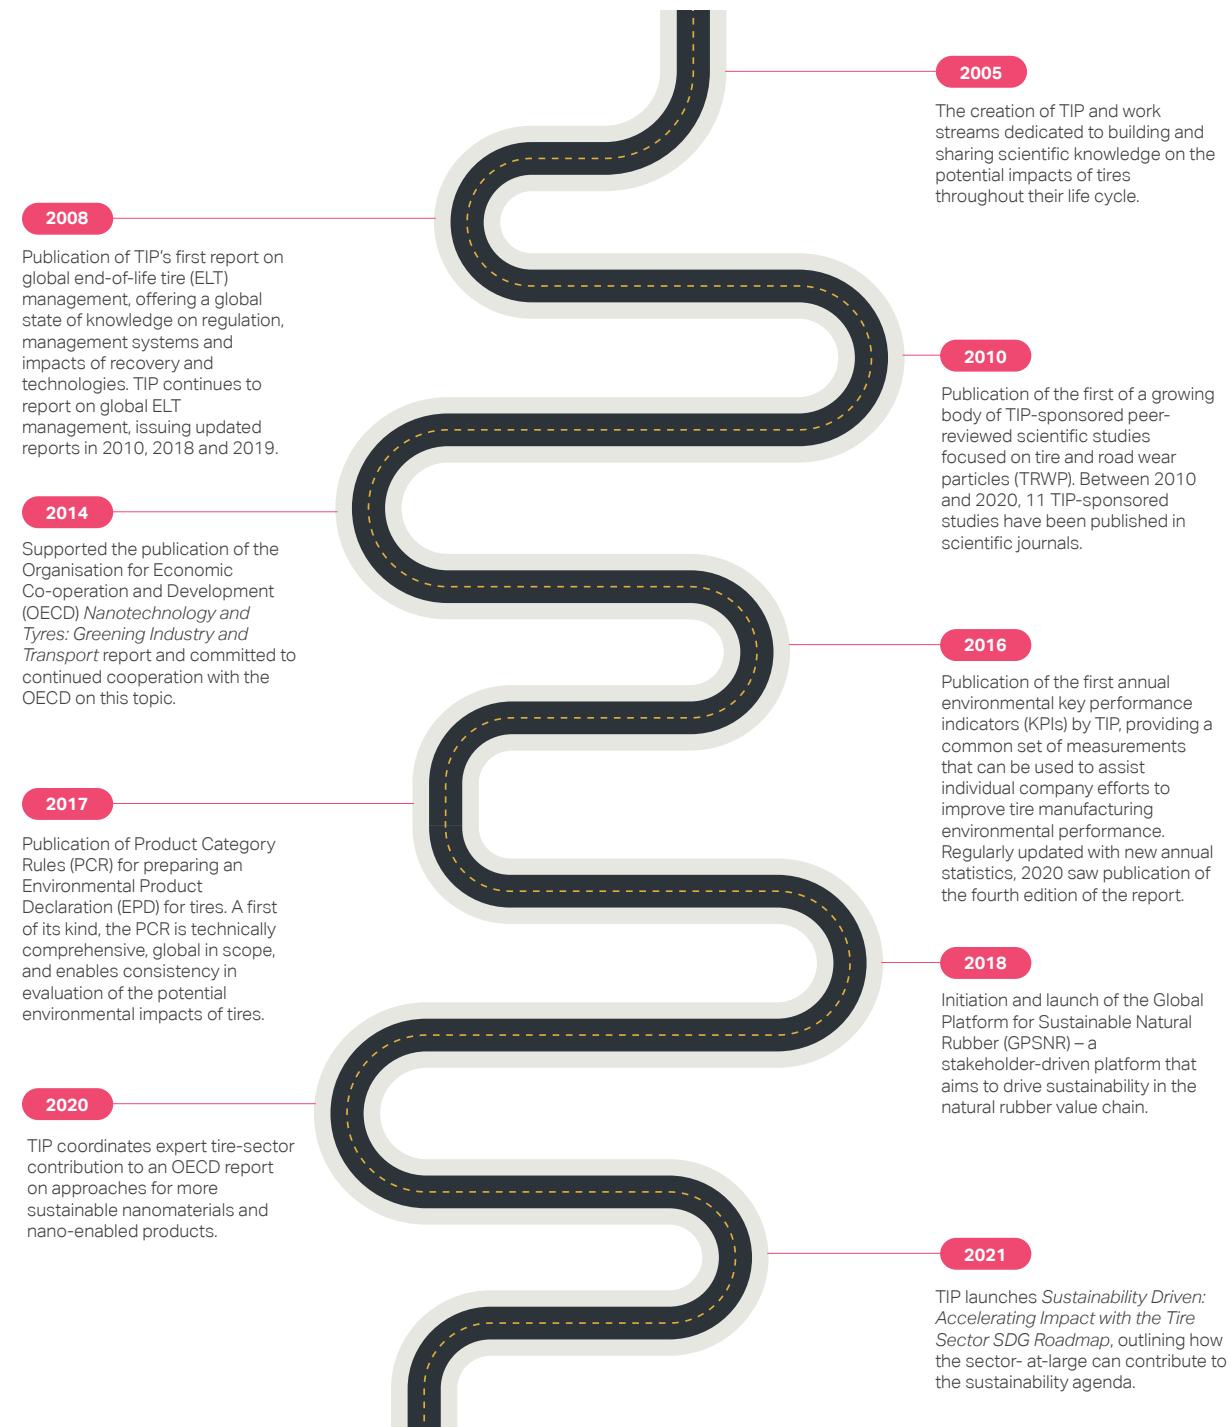 2005
The creation of TIP and work
streams dedicated to building and
sharing scientific knowledge on the
potential impacts of tires
throughout their life cycle.
2008
Publication of TIP's first report on
global end-of-life tire (ELT)
management, offering a global
state of knowledge on regulation,
management systems and
impacts of recovery and
technologies. TIP continues to
report on global ELT
management, issuing updated
reports in 2010, 2018 and 2019.
2010
Publication of the first of a growing
body of TIP-sponsored peer-
reviewed scientific studies
focused on tire and road wear
particles (TRWP). Between 2010
and 2020, 11 TIP-sponsored
studies have been published in
scientific journals.
2014
Supported the publication of the
Organisation for Economic
Co-operation and Development
(OECD) Nanotechnology and
Tyres: Greening Industry and
Transport report and committed to
continued cooperation with the
OECD on this topic.
2016
Publication of the first annual
environmental key performance
indicators (KPIs) by TIP, providing a
common set of measurements
that can be used to assist
individual company efforts to
improve tire manufacturing
environmental performance.
Regularly updated with new annual
statistics, 2020 saw publication of
the fourth edition of the report.
2017
Publication of Product Category
Rules (PCR) for preparing an
Environmental Product
Declaration (EPD) for tires. A first
of its kind, the PCR is technically
comprehensive, global in scope,
and enables consistency in
evaluation of the potential
environmental impacts of tires.
2018
Initiation and launch of the Global
Platform for Sustainable Natural
Rubber (GPSNR) – a
stakeholder-driven platform that
aims to drive sustainability in the
natural rubber value chain.
2020
TIP coordinates expert tire-sector
contribution to an OECD report
on approaches for more
sustainable nanomaterials and
nano-enabled products.
2021
TIP launches Sustainability Driven:
Accelerating Impact with the Tire
Sector SDG Roadmap, outlining how
the sector- at-large can contribute to
the sustainability agenda.